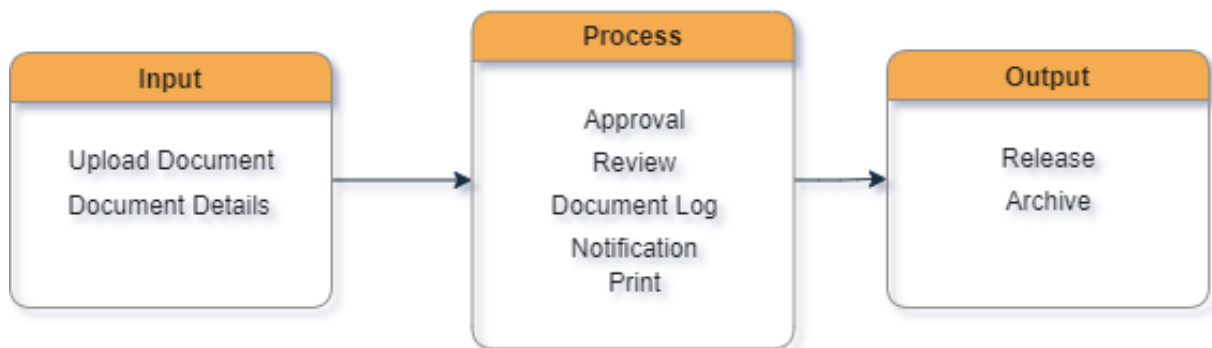 Input
Upload Document
Document Details
Process
Approval
Review
Document Log
Notification
Print
Output
Release
Archive